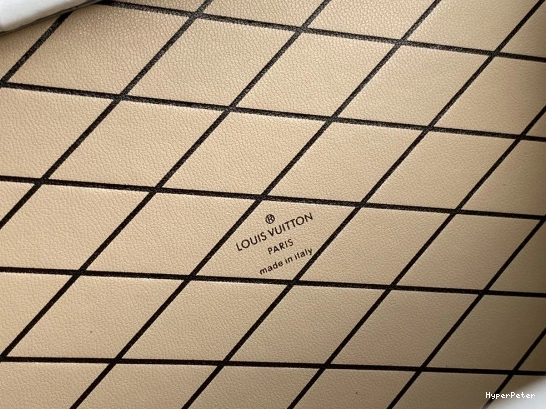 ®
LOUIS VUITTON
PARIS
made in italy
HyperPeter